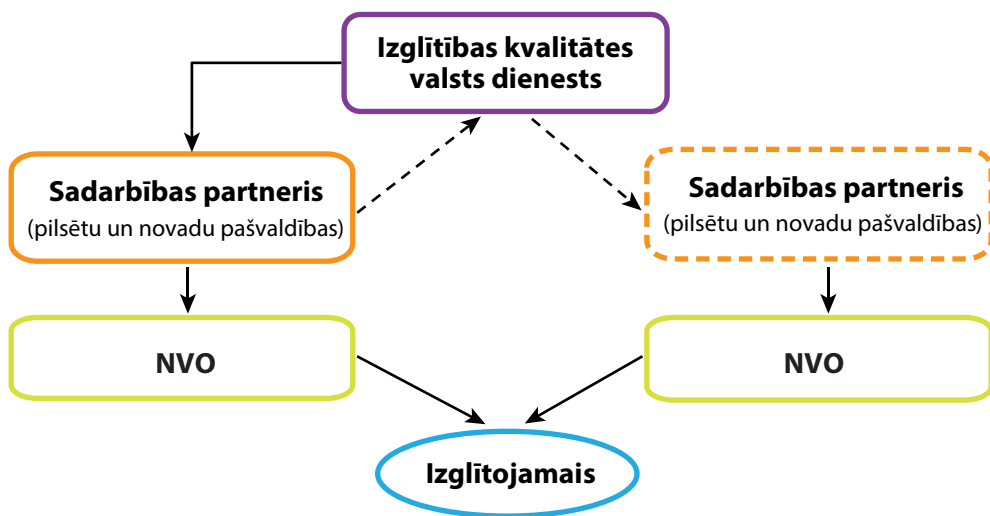 Izglītības kvalitātes
valsts dienests
Sadarbības partneris
(pilsētu un novadu pašvaldības)
Sadarbības partneris
(pilsētu un novadu pašvaldības)
NVO
NVO
Izglītojamais